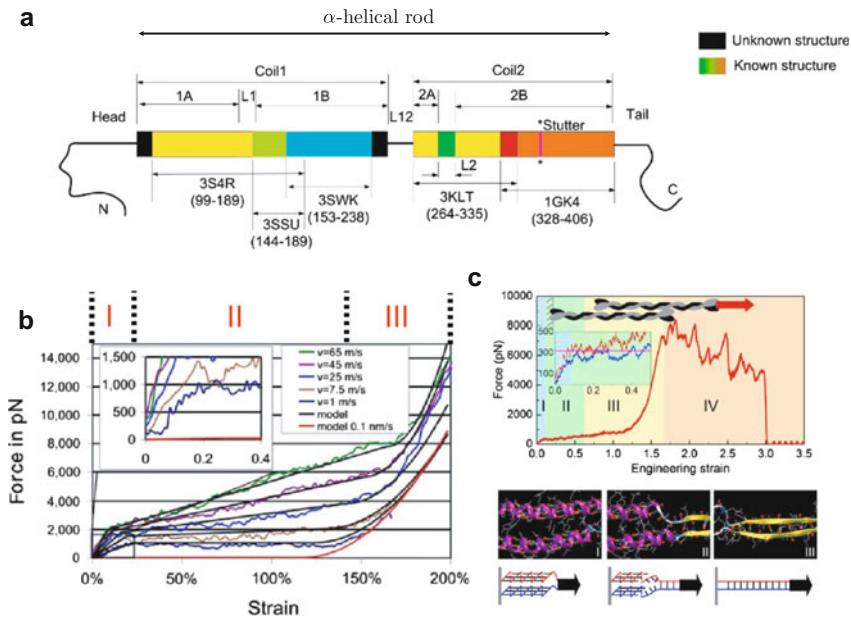 a
α-helical rod
Unknown structure
Known structure
Coil1
Coil2
1A
L1
1B
2A
2B
Head
L12
Tail
*Stutter
*
L2
N
C
3S4R
(99-189)
3SWK
(153-238)
3SSU
(144-189)
3KLT
(264-335)
1GK4
(328-406)
b
I
II
III
Force in pN
14,000
12,000
10,000
8,000
6,000
4,000
2,000
0
1,500
1,000
500
0
0
0.2
0.4
v=65 m/s
v=45 m/s
v=25 m/s
v=7.5 m/s
v=1 m/s
model
model 0.1 nm/s
0%
50%
100%
150%
200%
Strain
c
Force (pN)
10000
8000
6000
4000
2000
0
500
300
0
0.0
0.2
0.4
I
II
III
IV
0.0
0.5
1.0
1.5
2.0
2.5
3.0
3.5
Engineering strain
I
II
III